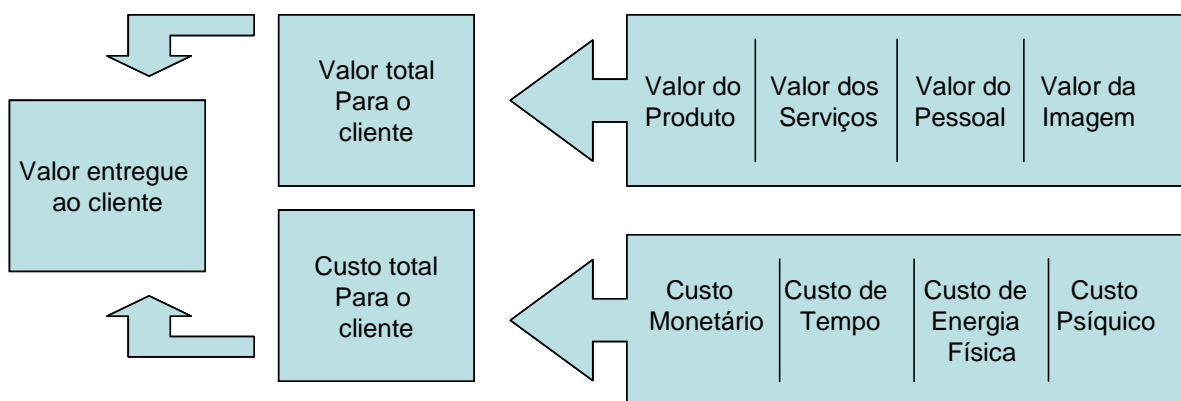 Valor entregue
ao cliente
Valor total
Para o
cliente
Valor do
Produto
Valor dos
Serviços
Valor do
Pessoal
Valor da
Imagem
Custo total
Para o
cliente
Custo
Monetário
Custo de
Tempo
Custo de
Energia
Física
Custo
Psíquico